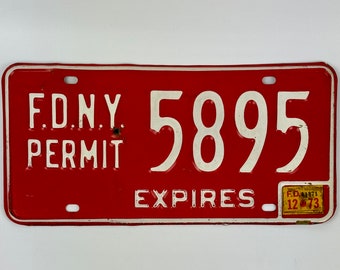 F.D.N.Y. 5895
PERMIT
EXPIRES
12 73